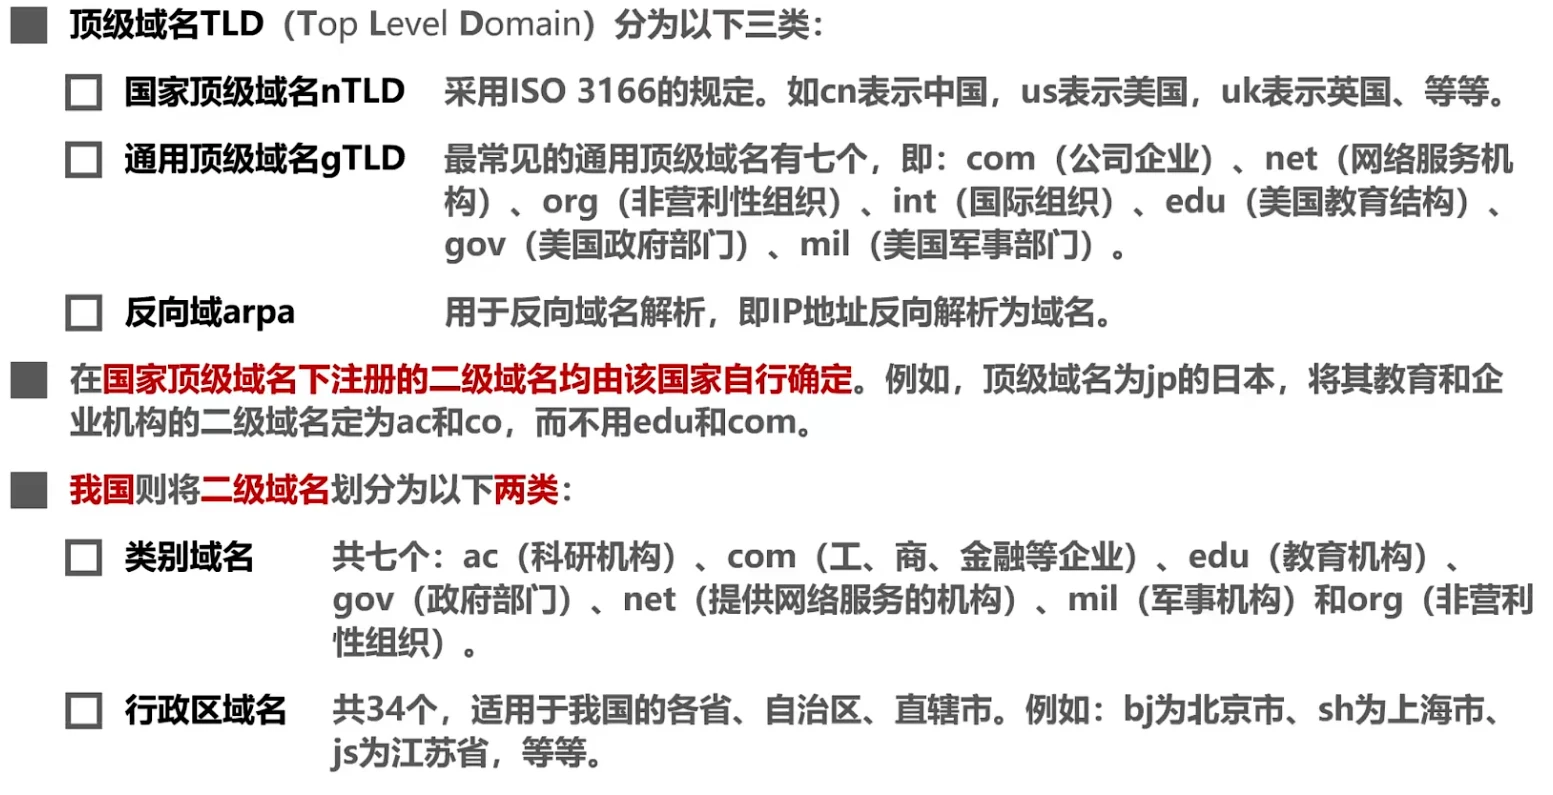 顶级域名TLD（Top Level Domain）分为以下三类：
国家顶级域名nTLD 采用ISO 3166的规定。如cn表示中国，us表示美国，uk表示英国、等等。
通用顶级域名gTLD 最常见的通用顶级域名有七个，即：com（公司企业）、net（网络服务机
构）、org（非营利性组织）、int（国际组织）、edu（美国教育结构）、
gov（美国政府部门）、mil（美国军事部门）。
反向域arpa 用于反向域名解析，即IP地址反向解析为域名。
在国家顶级域名下注册的二级域名均由该国家自行确定。例如，顶级域名为jp的日本，将其教育和企
业机构的二级域名定为ac和co，而不用edu和com。
我国则将二级域名划分为以下两类：
类别域名 共七个：ac（科研机构）、com（工、商、金融等企业）、edu（教育机构）、
gov（政府部门）、net（提供网络服务的机构）、mil（军事机构）和org（非营利
性组织）。
行政区域名 共34个，适用于我国的各省、自治区、直辖市。例如：bj为北京市、sh为上海市、
js为江苏省，等等。